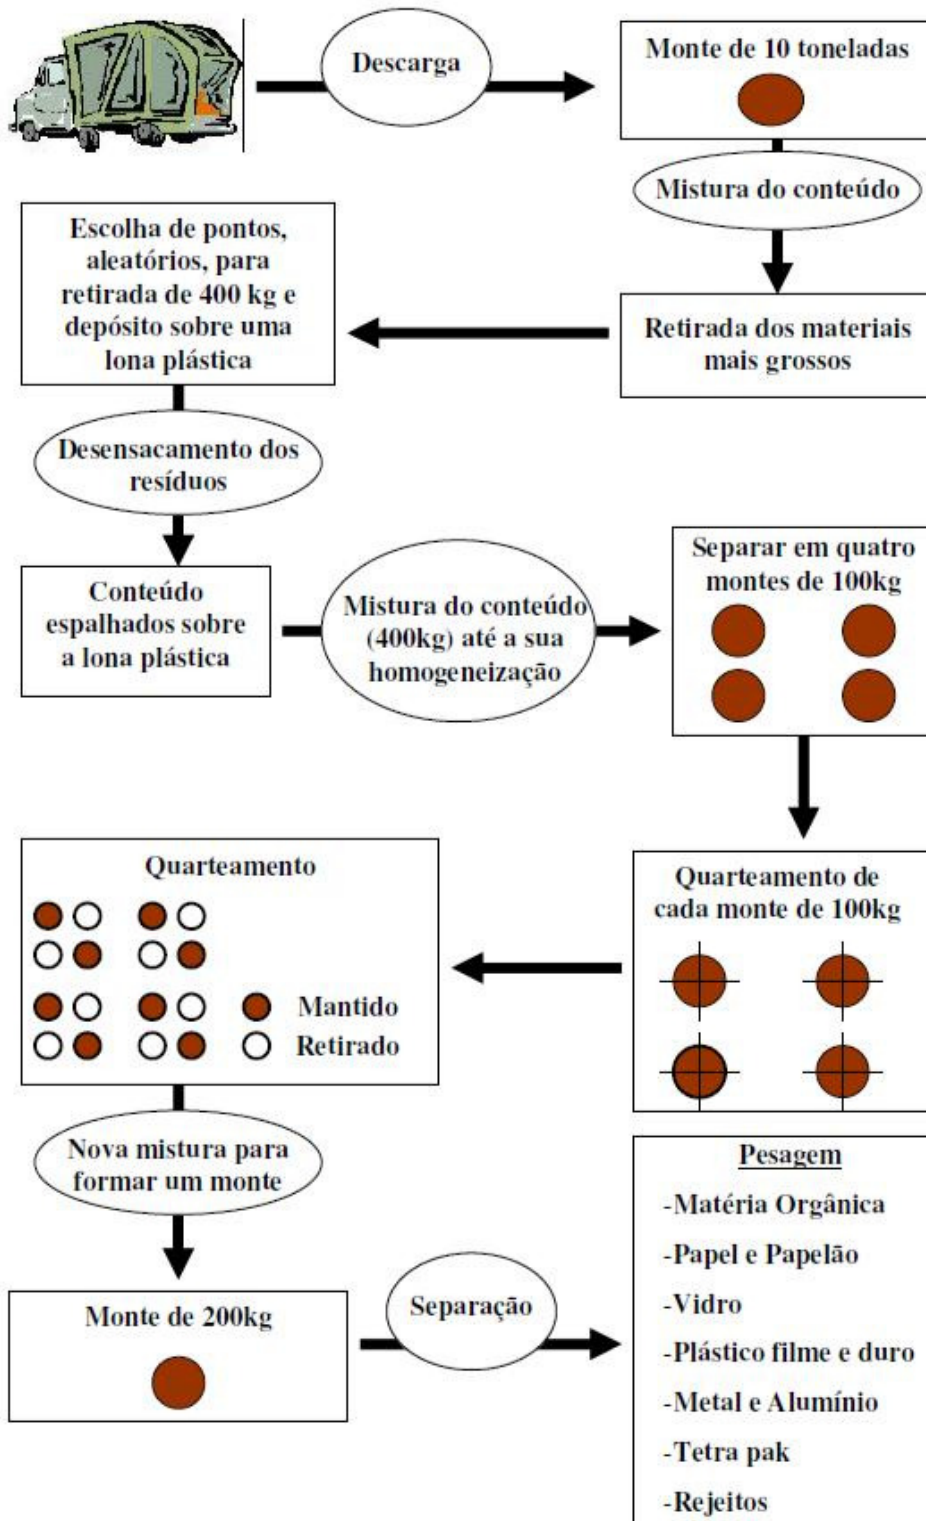 Descarga
Monte de 10 toneladas
Mistura do conteúdo
Retirada dos materiais
mais grossos
Escolha de pontos,
aleatórios, para
retirada de 400 kg e
depósito sobre uma
lona plástica
Desensacamento dos
resíduos
Conteúdo
espalhados sobre
a lona plástica
Mistura do conteúdo
(400kg) até a sua
homogeneização
Separar em quatro
montes de 100kg
Quarteamento de
cada monte de 100kg
Quarteamento
Mantido
Retirado
Nova mistura para
formar um monte
Monte de 200kg
Separação
Pesagem
-Matéria Orgânica
-Papel e Papelão
-Vidro
-Plástico filme e duro
-Metal e Alumínio
-Tetra pak
-Rejeitos